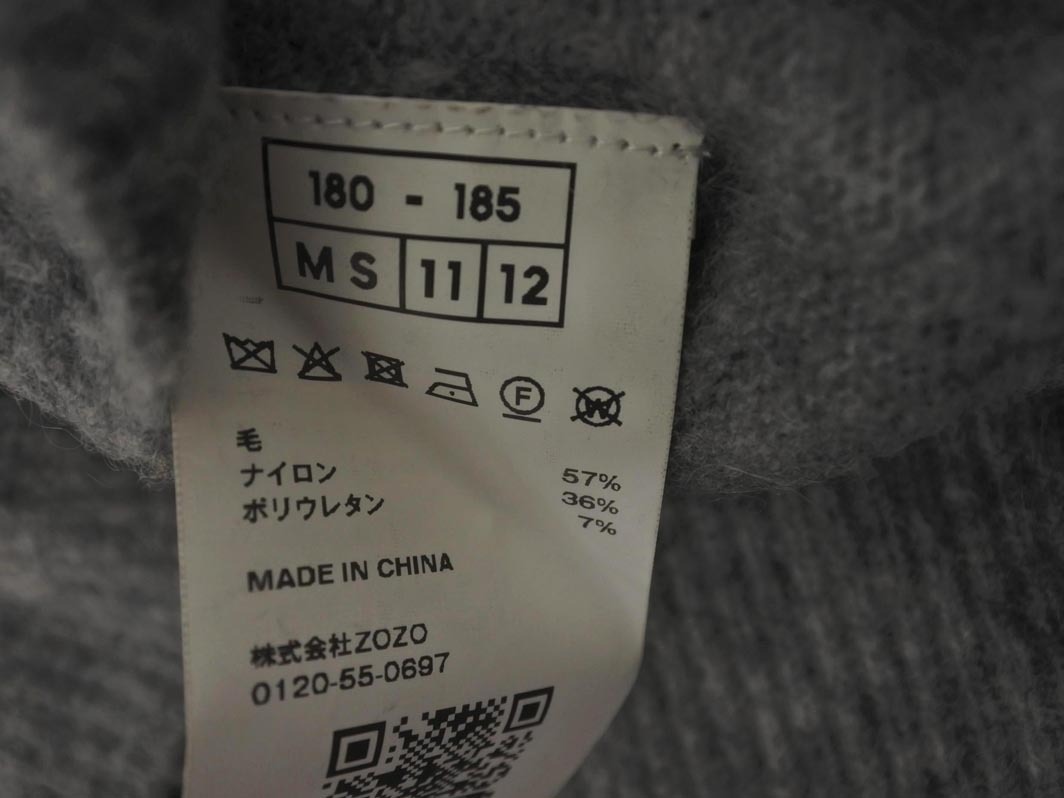 180 - 185
MS 11 12
F W
毛 57%
ナイロン 36%
ポリウレタン 7%
MADE IN CHINA
株式会社ZOZO
0120-55-0697